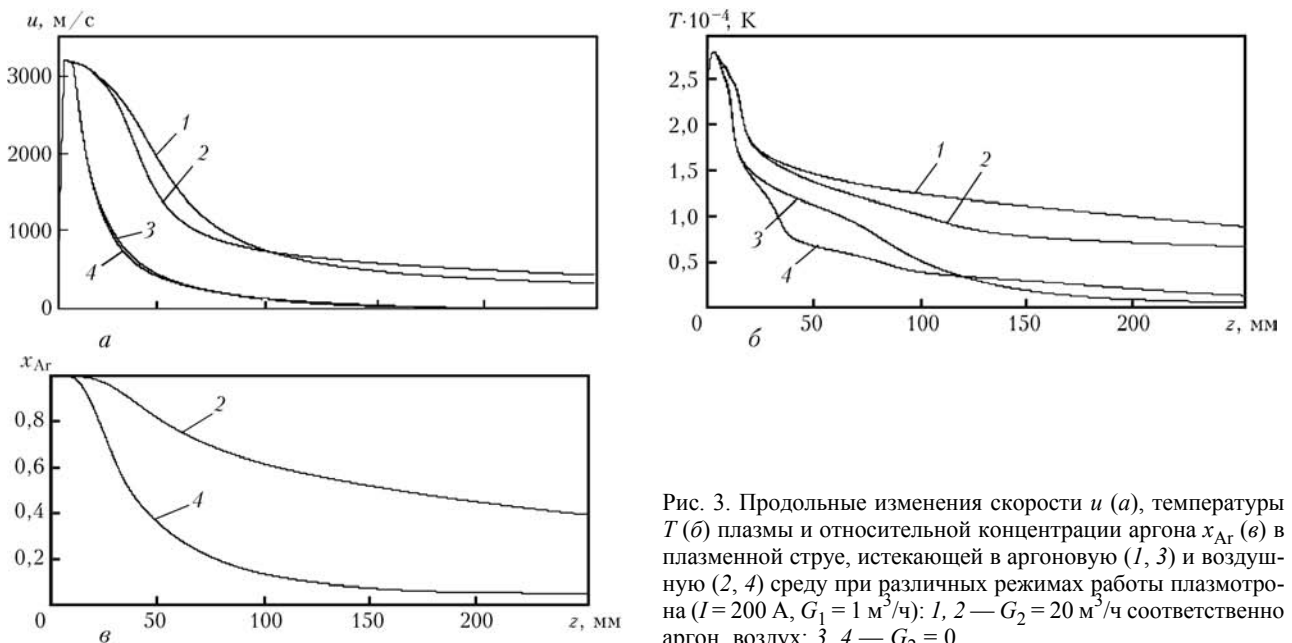 u, м/с
3000
2000
1000
0
50
100
150
200
1
2
3
4
а
T·10⁻⁴, К
2,5
2,0
1,5
1,0
0,5
0
50
100
150
200
z, мм
1
2
3
4
б
x_Ar
0,8
0,6
0,4
0,2
0
50
100
150
200
z, мм
2
4
в
Рис. 3. Продольные изменения скорости u (а), температуры
T (б) плазмы и относительной концентрации аргона x_Ar (в) в
плазменной струе, истекающей в аргоновую (1, 3) и воздуш-
ную (2, 4) среду при различных режимах работы плазмотро-
на (I = 200 А, G₁ = 1 м³/ч): 1, 2 — G₂ = 20 м³/ч соответственно
аргон, воздух; 3, 4 — G₂ = 0